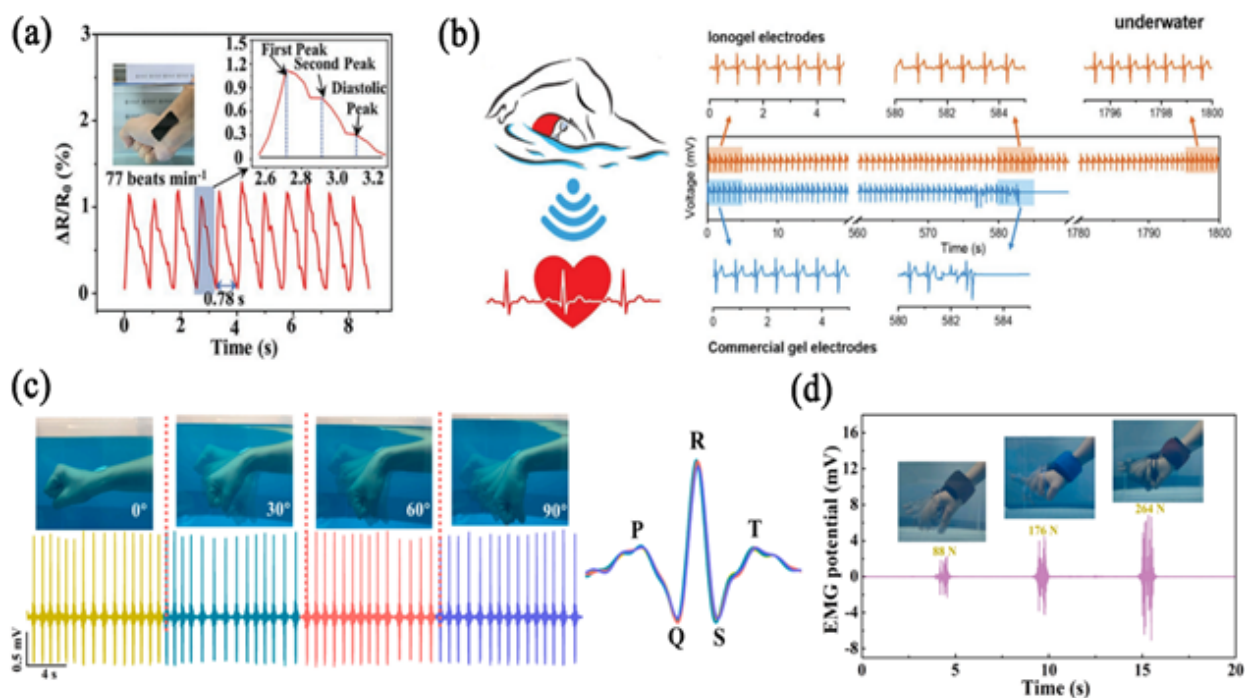 (a)
ΔR/R₀ (%)
3
2
1
0
77 beats min⁻¹
0.78 s
0 2 4 6 8
Time (s)
1.5
1.2
0.9
0.6
0.3
0
First Peak
Second Peak
Diastolic
Peak
2.6 2.8 3.0 3.2
(b)
underwater
Ionogel electrodes
0 2 4
580 582 584
1796 1798 1800
Voltage (mV)
0 10 560 570 580 1780 1790 1800
Time (s)
0 2 4
580 582 584
Commercial gel electrodes
(c)
0°
30°
60°
90°
0.5 mV
4 s
P
Q
R
S
T
(d)
EMG potential (mV)
16
12
8
4
0
-4
-8
88 N
176 N
264 N
0 5 10 15 20
Time (s)